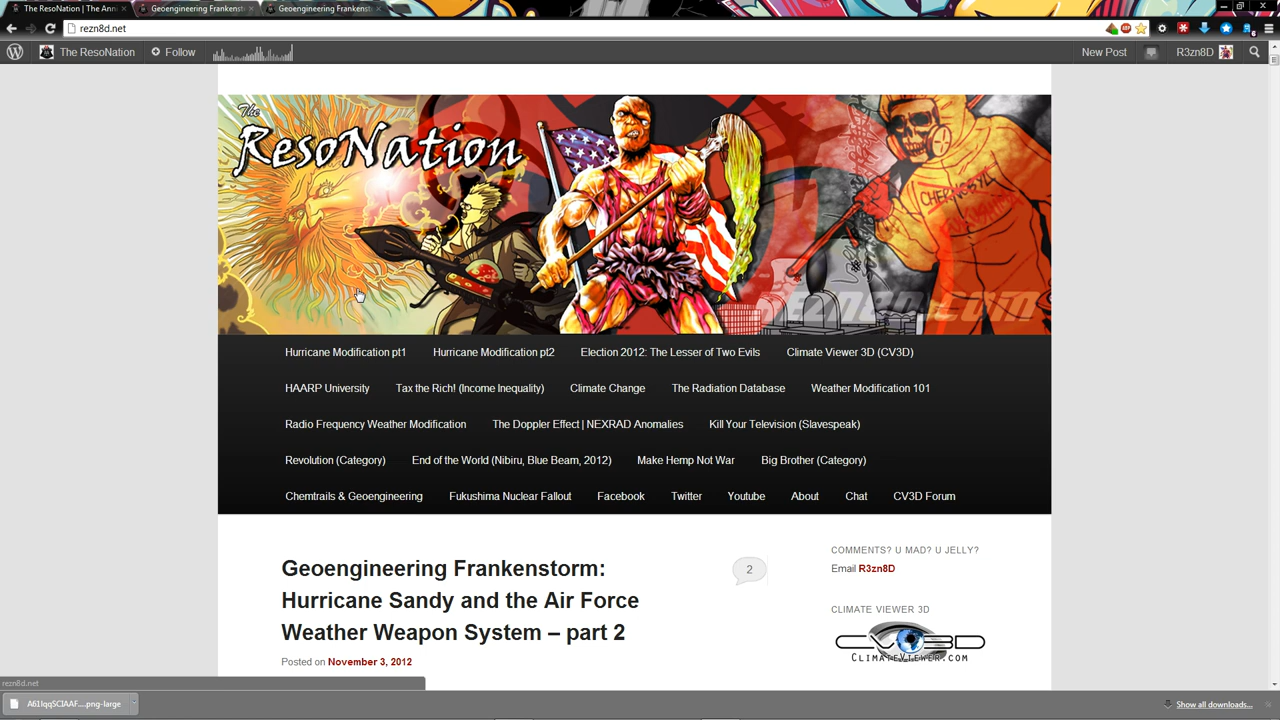 The ResoNation | The Ann
Geoengineering Frankenst
Geoengineering Frankenst
rezn8d.net
The ResoNation
Follow
New Post
R3zn8D
The
ResoNation
CHERNOBYL
rezn8d.com
Hurricane Modification pt1 Hurricane Modification pt2 Election 2012: The Lesser of Two Evils Climate Viewer 3D (CV3D)
HAARP University Tax the Rich! (Income Inequality) Climate Change The Radiation Database Weather Modification 101
Radio Frequency Weather Modification The Doppler Effect | NEXRAD Anomalies Kill Your Television (Slavespeak)
Revolution (Category) End of the World (Nibiru, Blue Beam, 2012) Make Hemp Not War Big Brother (Category)
Chemtrails & Geoengineering Fukushima Nuclear Fallout Facebook Twitter Youtube About Chat CV3D Forum
Geoengineering Frankenstorm:
Hurricane Sandy and the Air Force
Weather Weapon System – part 2
2
Posted on November 3, 2012
COMMENTS? U MAD? U JELLY?
Email R3zn8D
CLIMATE VIEWER 3D
CV3D
CLIMATEVIEWER.COM
rezn8d.net
A61IqqSCIAAF....png-large
Show all downloads...